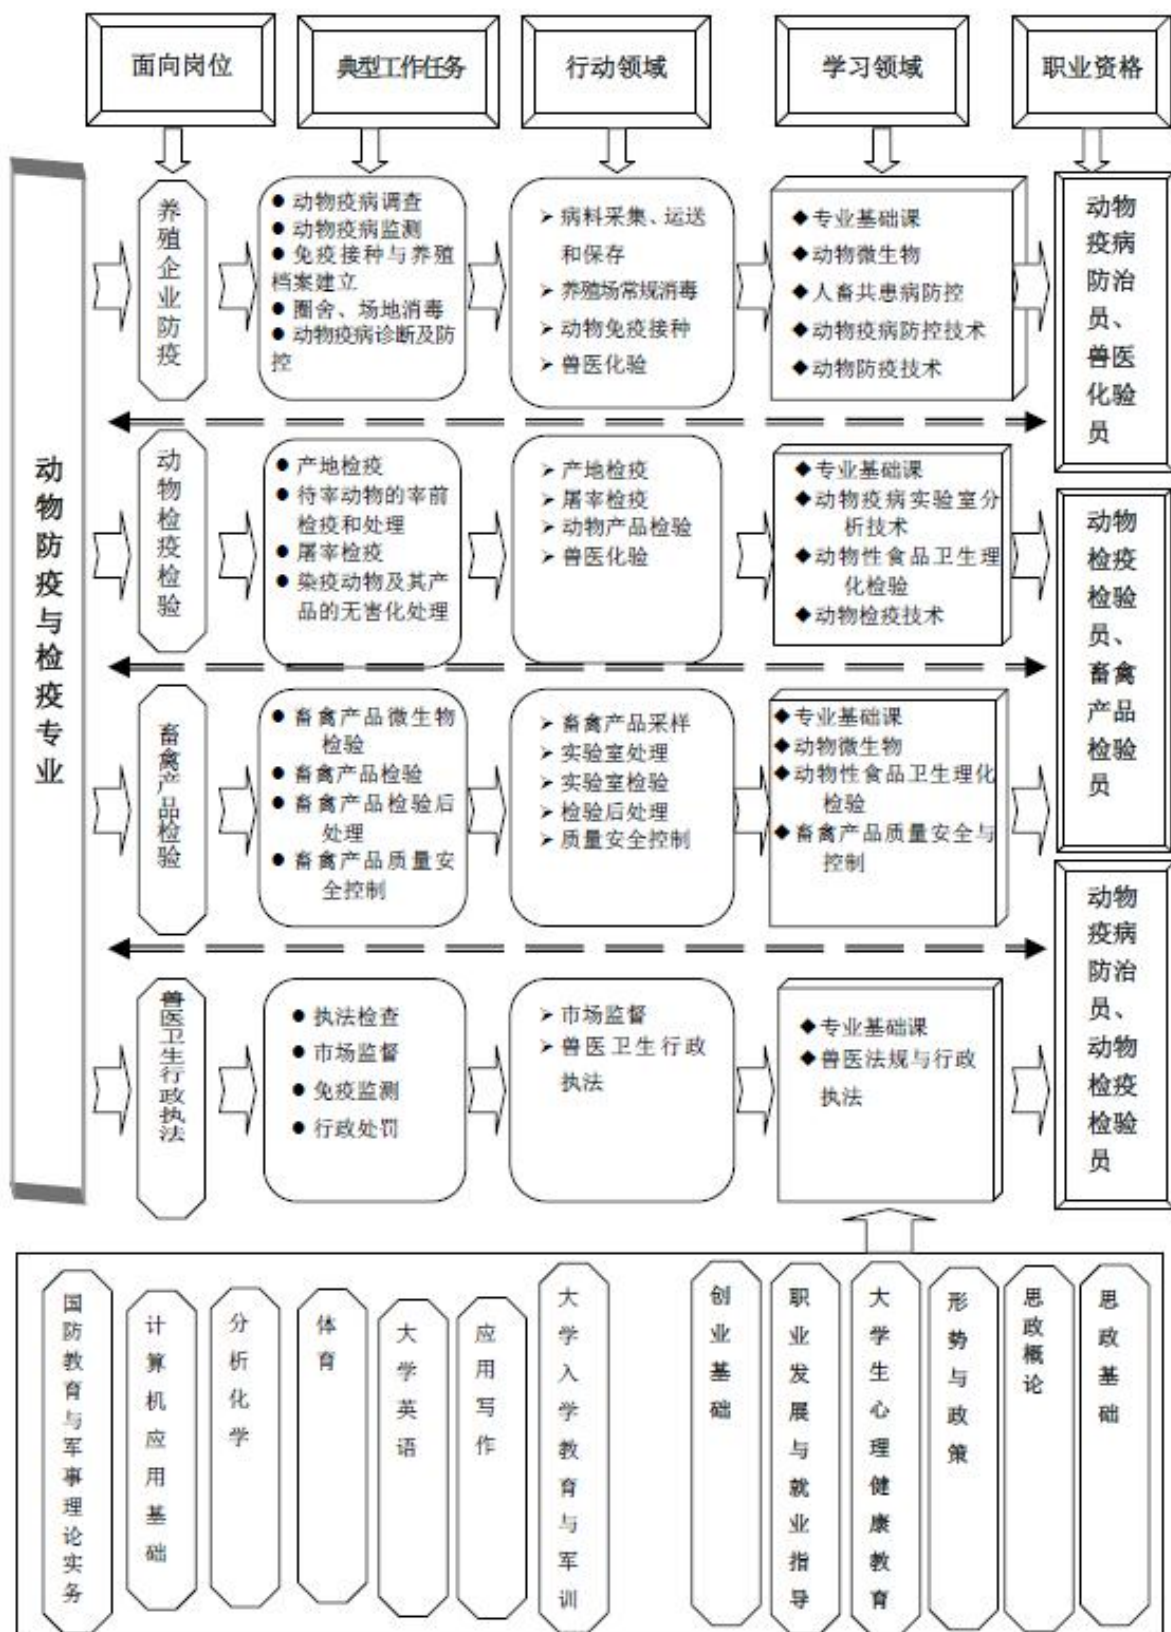 面向岗位
典型工作任务
行动领域
学习领域
职业资格
动物防疫与检疫专业
养殖企业防疫
● 动物疫病调查
● 动物疫病监测
● 免疫接种与养殖
档案建立
● 圈舍、场地消毒
● 动物疫病诊断及防
控
➢ 病料采集、运送
和保存
➢ 养殖场常规消毒
➢ 动物免疫接种
➢ 兽医化验
◆专业基础课
◆动物微生物
◆人畜共患病防控
◆动物疫病防控技术
◆动物防疫技术
动物
疫病
防治
员、
兽医
化验
员
动物检疫检验
● 产地检疫
● 待宰动物的宰前
检疫和处理
● 屠宰检疫
● 染疫动物及其产
品的无害化处理
➢ 产地检疫
➢ 屠宰检疫
➢ 动物产品检验
➢ 兽医化验
◆专业基础课
◆动物疫病实验室分
析技术
◆动物性食品卫生理
化检验
◆动物检疫技术
动物
检疫
检验
员、
畜禽
产品
检验
员
畜禽产品检验
● 畜禽产品微生物
检验
● 畜禽产品检验
● 畜禽产品检验后
处理
● 畜禽产品质量安
全控制
➢ 畜禽产品采样
➢ 实验室处理
➢ 实验室检验
➢ 检验后处理
➢ 质量安全控制
◆专业基础课
◆动物微生物
◆动物性食品卫生理化
检验
◆畜禽产品质量安全与
控制
兽医卫生行政执法
● 执法检查
● 市场监督
● 免疫监测
● 行政处罚
➢ 市场监督
➢ 兽医卫生行政
执法
◆专业基础课
◆兽医法规与行政
执法
动物
疫病
防治
员、
动物
检疫
检验
员
国防教育与军事理论实务
计算机应用基础
分析化学
体育
大学英语
应用写作
大学入学教育与军训
创业基础
职业发展与就业指导
大学生心理健康教育
形势与政策
思政概论
思政基础